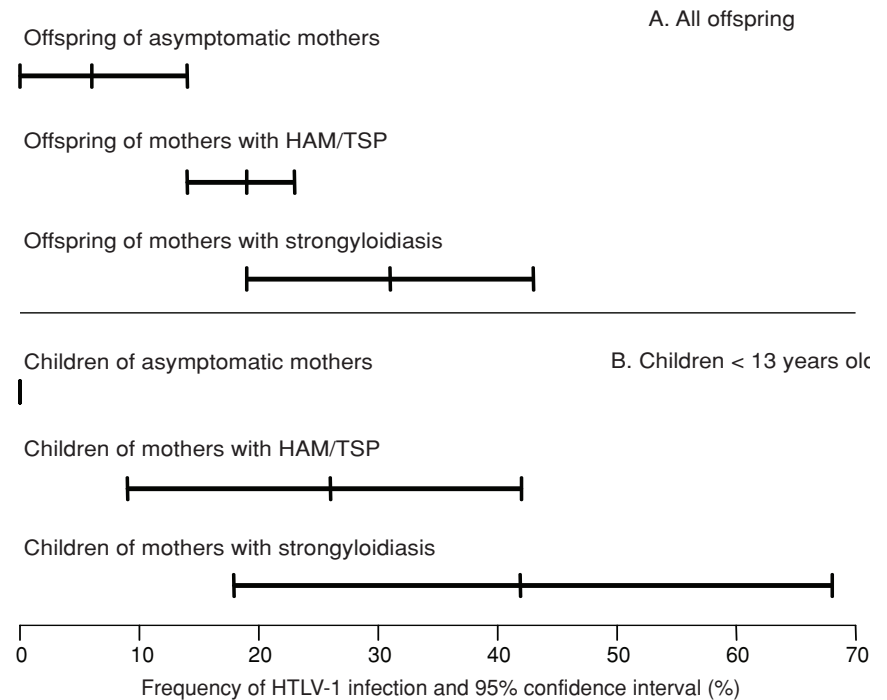 A. All offspring
Offspring of asymptomatic mothers
Offspring of mothers with HAM/TSP
Offspring of mothers with strongyloidiasis
Children of asymptomatic mothers
B. Children < 13 years old
Children of mothers with HAM/TSP
Children of mothers with strongyloidiasis
0 10 20 30 40 50 60 70
Frequency of HTLV-1 infection and 95% confidence interval (%)